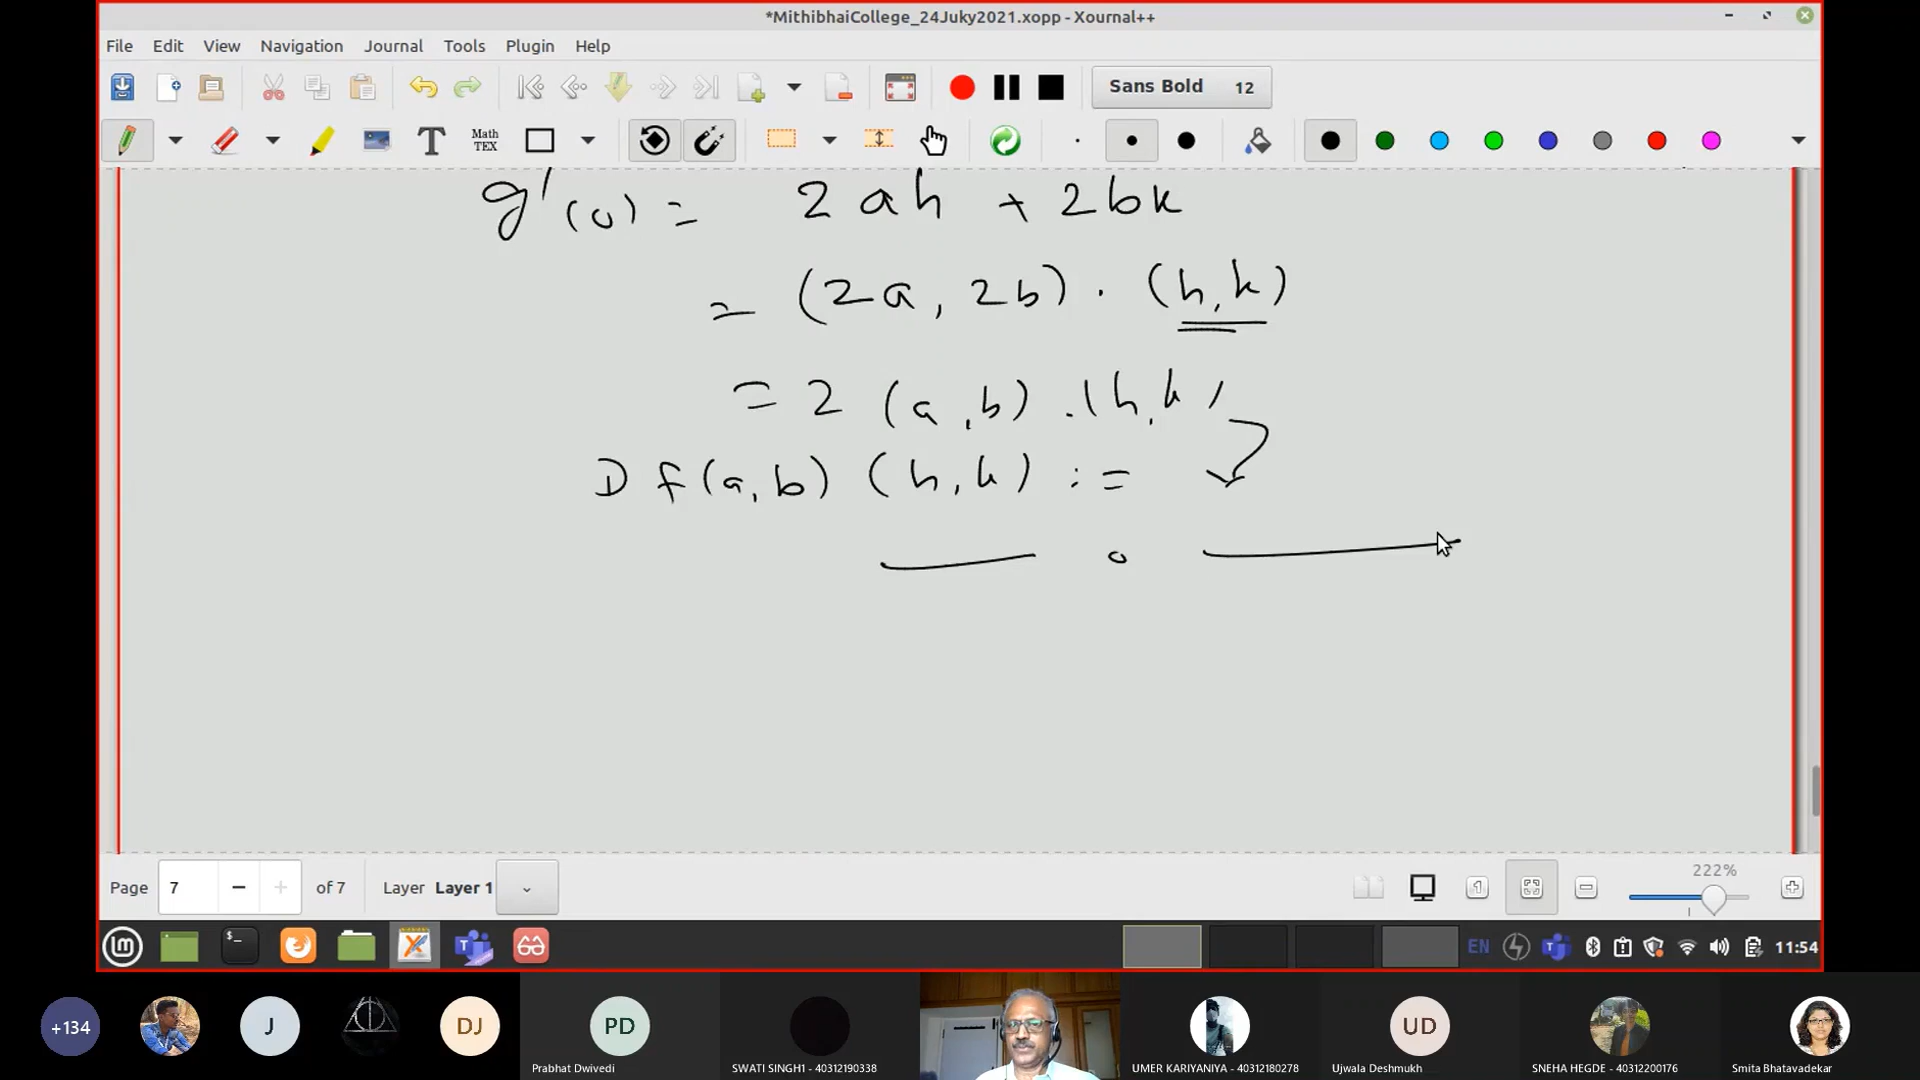 *MithibhaiCollege_24Juky2021.xopp - Xournal++
File Edit View Navigation Journal Tools Plugin Help
Sans Bold 12
T Math TEX
g'(0) = 2ah + 2bk
= (2a, 2b) · (h, k)
= 2 (a, b) . (h, k)
D f(a, b) (h, k) :=
Page 7 of 7 Layer Layer 1 222%
EN 11:54
+134 J DJ PD UD
Prabhat Dwivedi SWATI SINGH1 - 40312190338 UMER KARIYANIYA - 40312180278 Ujwala Deshmukh SNEHA HEGDE - 40312200176 Smita Bhatavadekar